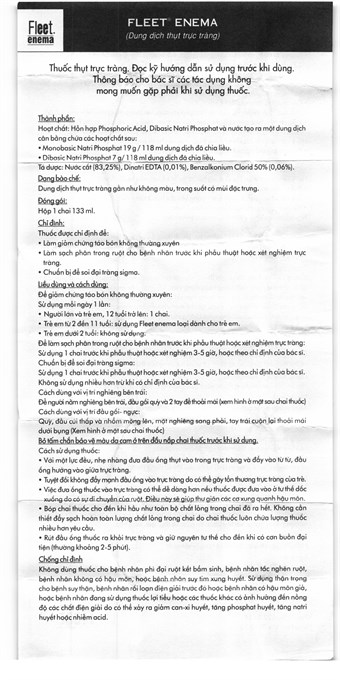 Fleet.
enema
FLEET® ENEMA
(Dung dịch thụt trực tràng)
Thuốc thụt trực tràng. Đọc kỹ hướng dẫn sử dụng trước khi dùng.
Thông báo cho bác sĩ các tác dụng không
mong muốn gặp phải khi sử dụng thuốc.
Thành phần:
Hoạt chất: Hỗn hợp Phosphoric Acid, Dibasic Natri Phosphat và nước tạo ra một dung dịch
cân bằng chứa các hoạt chất sau:
• Monobasic Natri Phosphat 19 g / 118 ml dung dịch đã chia liều.
• Dibasic Natri Phosphat 7 g / 118 ml dung dịch đã chia liều.
Tá dược: Nước cất (83,25%), Dinatri EDTA (0,01%), Benzalkonium Clorid 50% (0,06%).
Dạng bào chế:
Dung dịch thụt trực tràng gần như không màu, trong suốt có mùi đặc trưng.
Đóng gói:
Hộp 1 chai 133 ml.
Chỉ định:
Thuốc được chỉ định để:
• Làm giảm chứng táo bón không thường xuyên
• Làm sạch phân trong ruột cho bệnh nhân trước khi phẫu thuật hoặc xét nghiệm trực
tràng.
• Chuẩn bị để soi đại tràng sigma.
Liều dùng và cách dùng:
Để giảm chứng táo bón không thường xuyên:
Sử dụng mỗi ngày 1 lần:
• Người lớn và trẻ em, 12 tuổi trở lên: 1 chai.
• Trẻ em từ 2 đến 11 tuổi: sử dụng Fleet enema loại dành cho trẻ em.
• Trẻ em dưới 2 tuổi: không sử dụng.
Để làm sạch phân trong ruột cho bệnh nhân trước khi phẫu thuật hoặc xét nghiệm trực tràng:
Sử dụng 1 chai trước khi phẫu thuật hoặc xét nghiệm 3-5 giờ, hoặc theo chỉ định của bác sĩ.
Chuẩn bị để soi đại tràng sigma:
Sử dụng 1 chai trước khi phẫu thuật hoặc xét nghiệm 3-5 giờ, hoặc theo chỉ định của bác sĩ.
Không sử dụng nhiều hơn trừ khi có chỉ định của bác sĩ.
Cách dùng với vị trí nghiêng bên trái:
Để người nằm nghiêng bên trái, đầu gối quỳ và 2 tay để thoải mái (xem hình ở mặt sau chai thuốc)
Cách dùng với vị trí đầu gối- ngực:
Quỳ, đầu cúi thấp và nhổm mông lên, mặt nghiêng song phải, tay trái cuộn lại thoải mái
dưới bụng (Xem hình ở mặt sau chai thuốc)
Bỏ tấm chắn bảo vệ màu da cam ở trên đầu nắp chai thuốc trước khi sử dụng.
Cách sử dụng thuốc:
• Với một lực đều, nhẹ nhàng đưa đầu ống thụt vào trong trực tràng và đẩy vào từ từ, đầu
ống hướng vào giữa trực tràng.
• Tuyệt đối không đẩy mạnh đầu ống vào trực tràng do có thể gây tổn thương trực tràng của trẻ.
• Việc đưa ống thuốc vào trực tràng có thể dễ dàng hơn nếu thuốc được đưa vào ở tư thế dốc
xuống do có sự di chuyển của ruột. Điều này sẽ giúp thư giãn các cơ xung quanh hậu môn.
• Bóp chai thuốc cho đến khi hầu như toàn bộ chất lỏng trong chai đã ra hết. Không cần
thiết đẩy sạch hoàn toàn lượng chất lỏng trong chai do chai thuốc luôn chứa lượng thuốc
nhiều hơn yêu cầu.
• Rút đầu ống thuốc ra khỏi trực tràng và giữ nguyên tư thế cho đến khi có cơn buồn đại
tiện (thường khoảng 2-5 phút).
Chống chỉ định
Không dùng thuốc cho bệnh nhân phì đại ruột kết bẩm sinh, bệnh nhân tắc nghẽn ruột,
bệnh nhân không có hậu môn, hoặc bệnh nhân suy tim xung huyết. Sử dụng thận trọng
cho bệnh suy thận, bệnh nhân rối loạn điện giải trước đó hoặc bệnh nhân có hậu môn giả,
hoặc bệnh nhân đang sử dụng thuốc lợi tiểu hoặc các thuốc khác có ảnh hưởng đến nồng
độ các chất điện giải do có thể xảy ra giảm can-xi huyết, tăng phosphat huyết, tăng natri
huyết hoặc nhiễm acid.